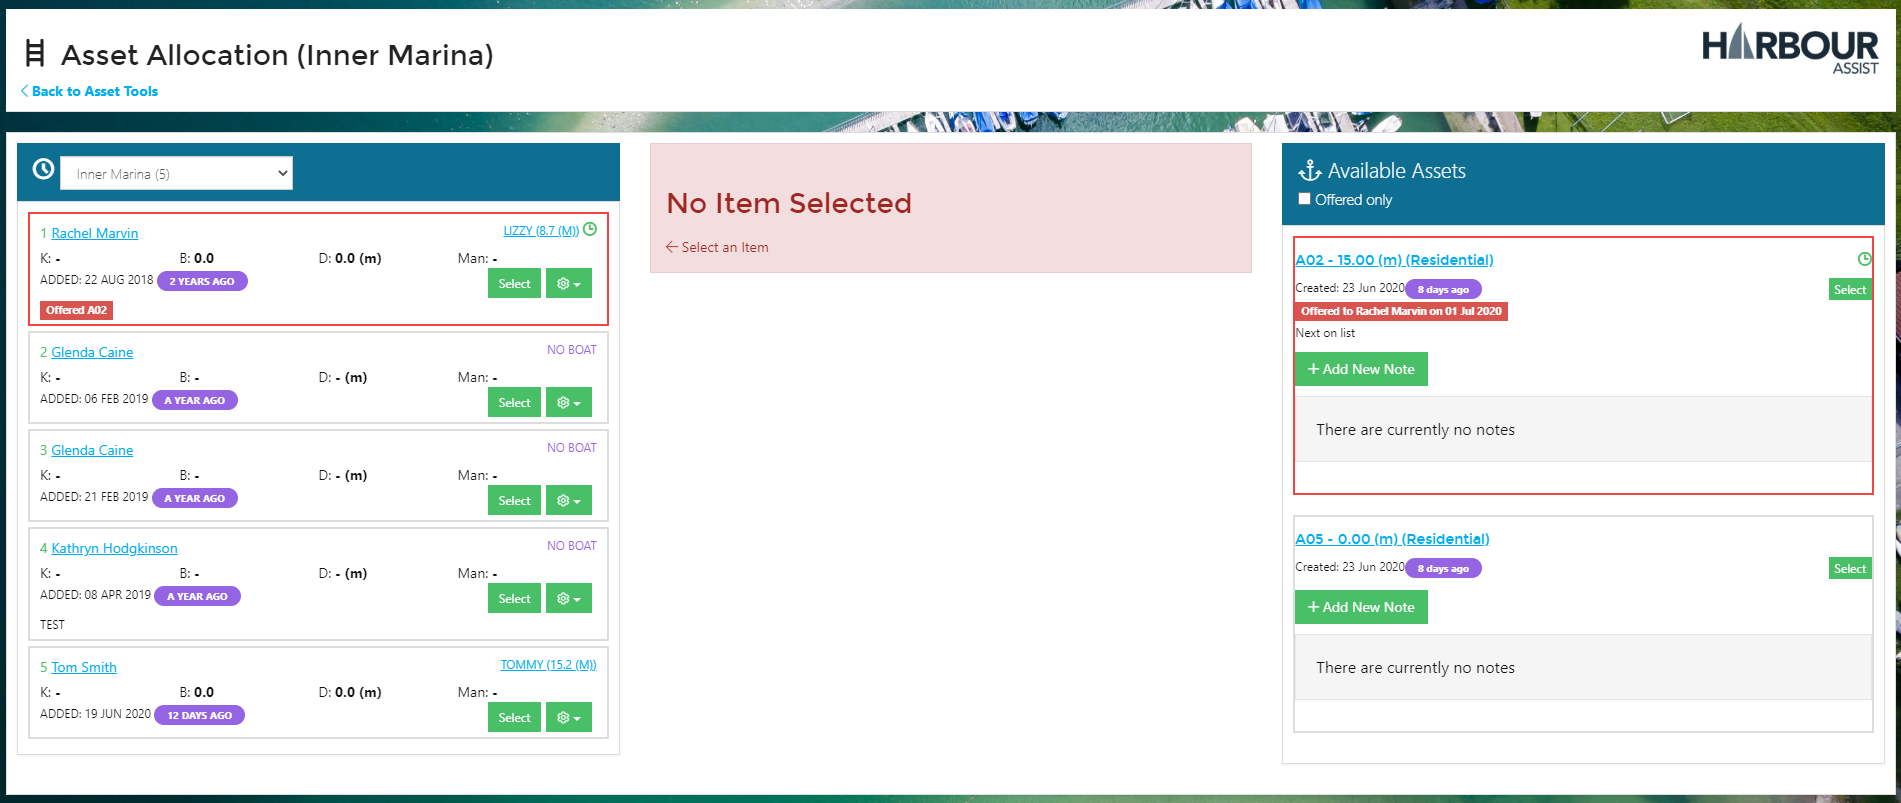 Asset Allocation (Inner Marina)
HARBOUR
ASSIST
Back to Asset Tools
Inner Marina (5)
1 Rachel Marvin LIZZY (8.7 (M))
K: - B: 0.0 D: 0.0 (m) Man: -
ADDED: 22 AUG 2018 2 YEARS AGO Select
Offered A02
2 Glenda Caine NO BOAT
K: - B: - D: - (m) Man: -
ADDED: 06 FEB 2019 A YEAR AGO Select
3 Glenda Caine NO BOAT
K: - B: - D: - (m) Man: -
ADDED: 21 FEB 2019 A YEAR AGO Select
4 Kathryn Hodgkinson NO BOAT
K: - B: - D: - (m) Man: -
ADDED: 08 APR 2019 A YEAR AGO Select
TEST
5 Tom Smith TOMMY (15.2 (M))
K: - B: 0.0 D: 0.0 (m) Man: -
ADDED: 19 JUN 2020 12 DAYS AGO Select
No Item Selected
Select an Item
Available Assets
Offered only
A02 - 15.00 (m) (Residential)
Created: 23 Jun 2020 8 days ago Select
Offered to Rachel Marvin on 01 Jul 2020
Next on list
+ Add New Note
There are currently no notes
A05 - 0.00 (m) (Residential)
Created: 23 Jun 2020 8 days ago Select
+ Add New Note
There are currently no notes